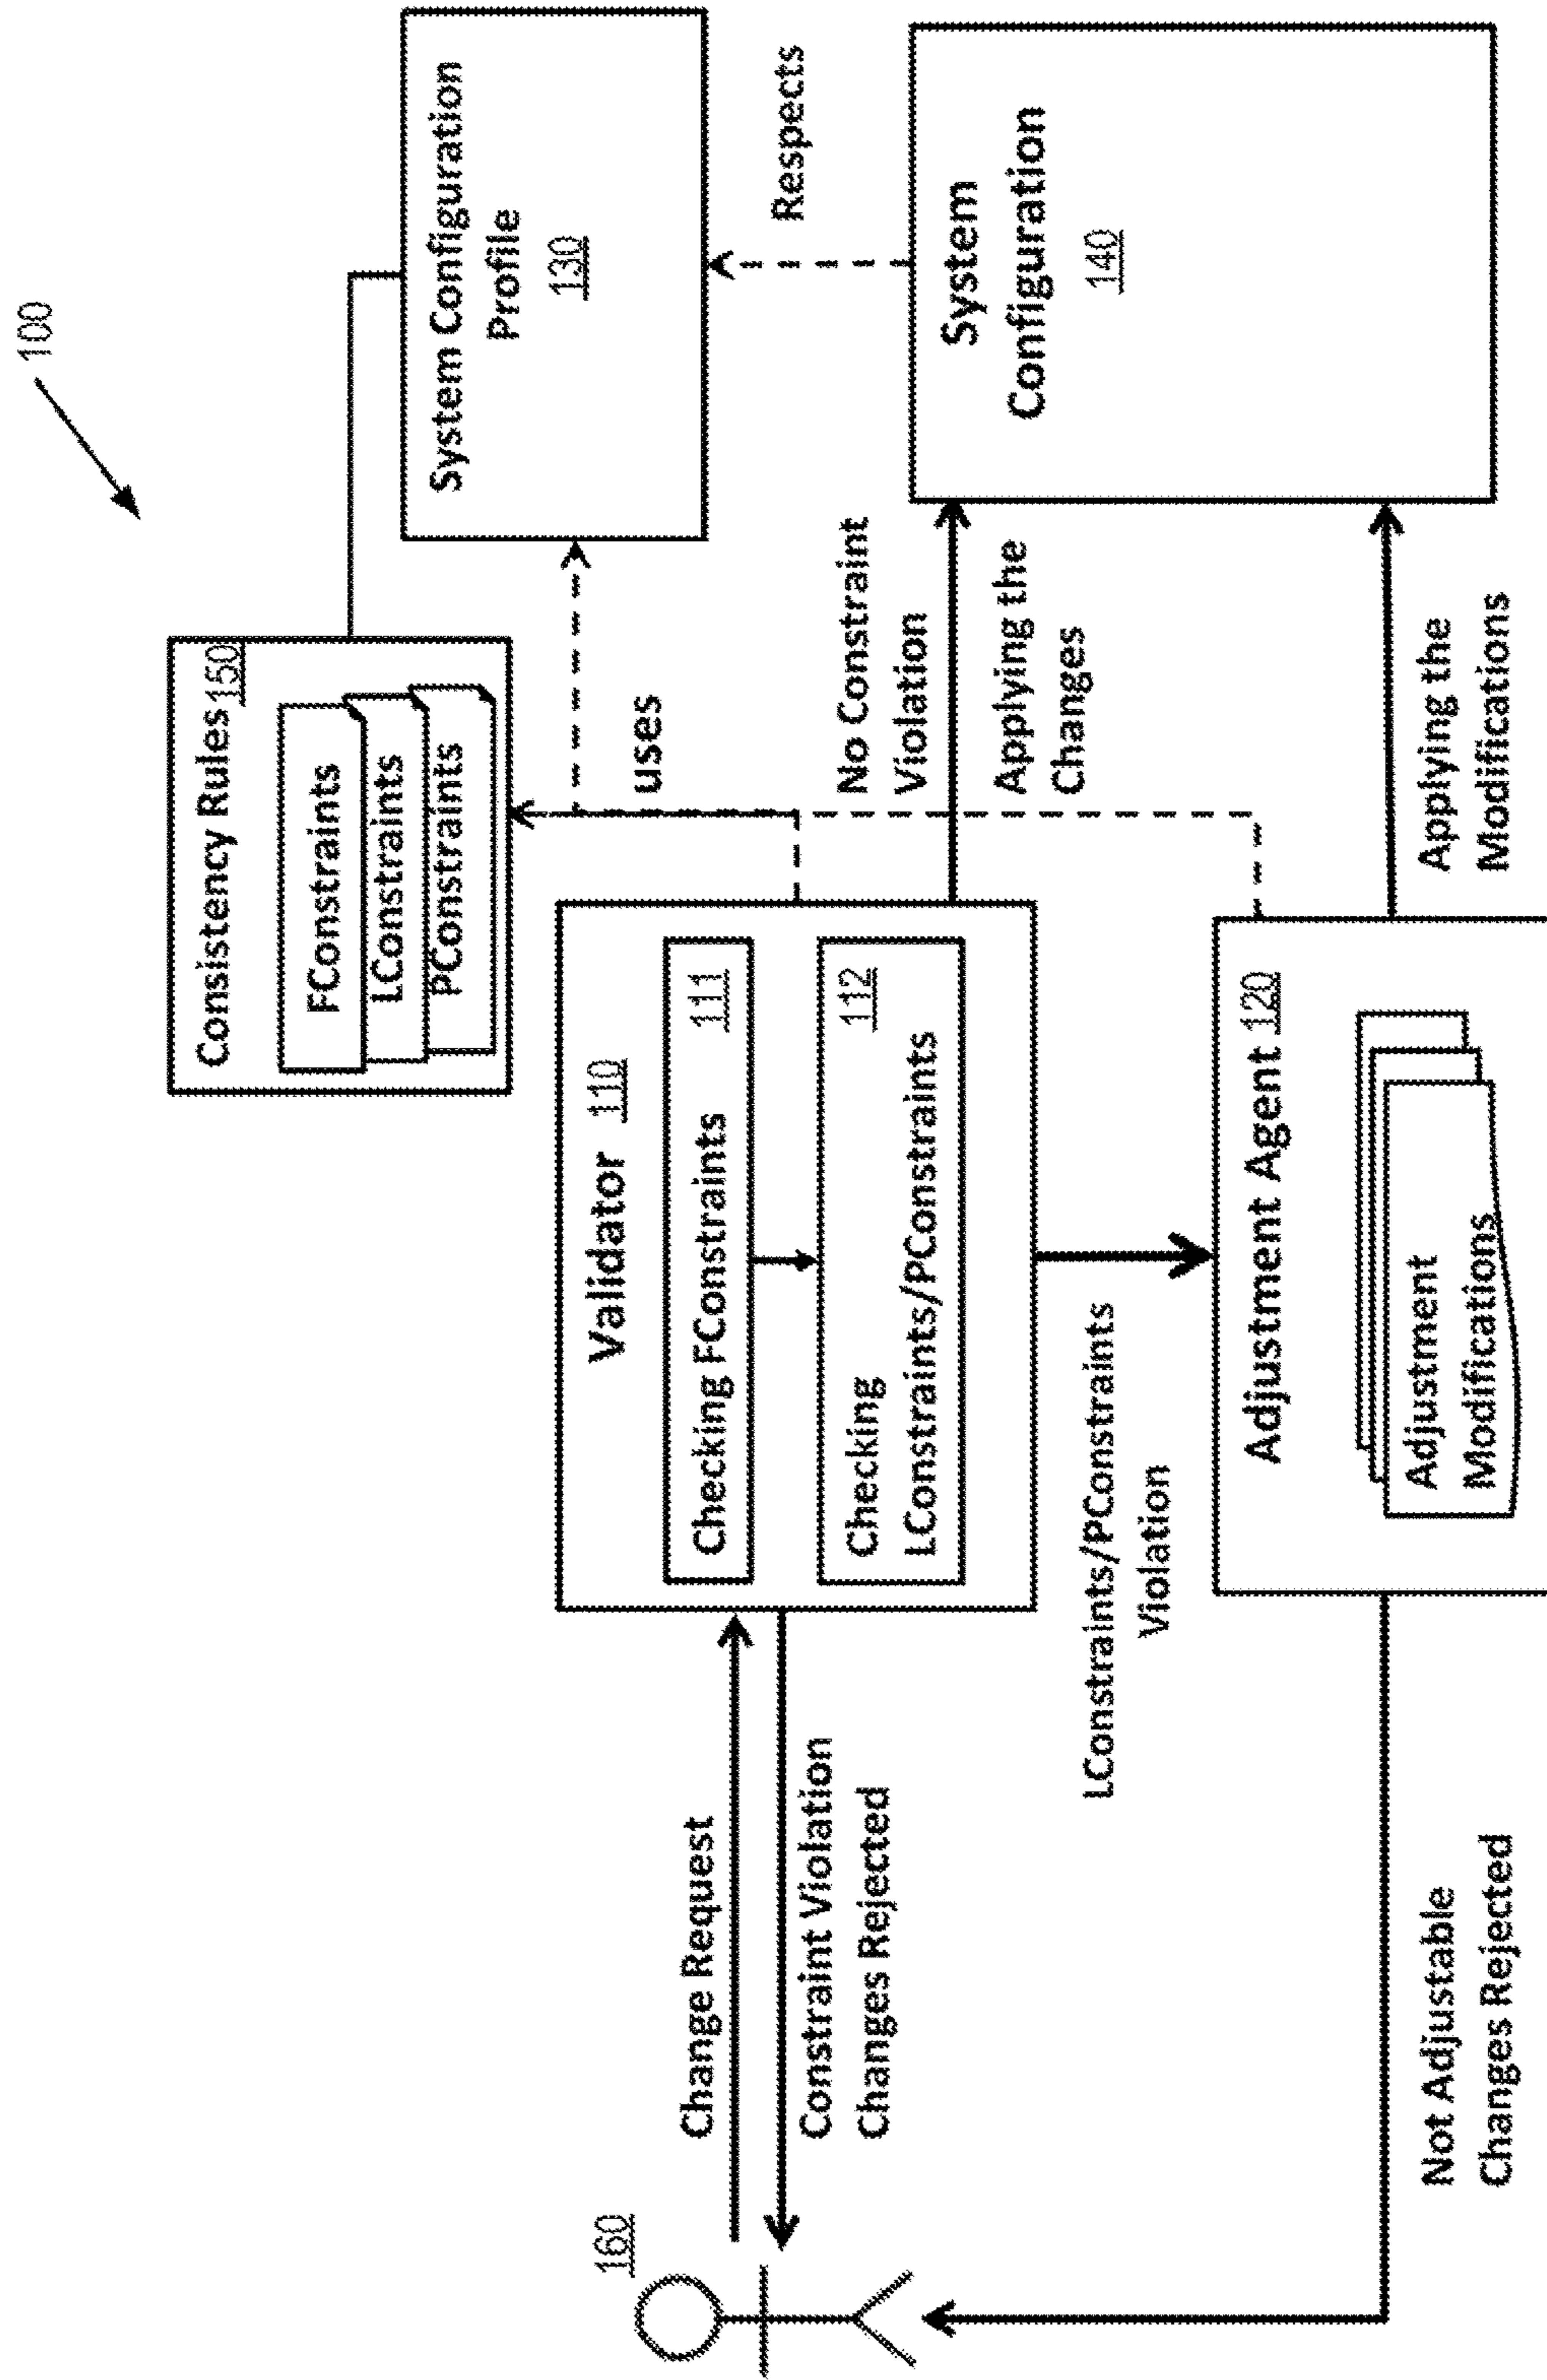 100
Consistency Rules 150
FConstraints
LConstraints
PConstraints
System Configuration
Profile
130
uses
Respects
160
Change Request
Constraint Violation
Changes Rejected
Validator 110
Checking FConstraints 111
Checking 112
LConstraints/PConstraints
No Constraint
Violation
Applying the
Changes
System
Configuration
140
LConstraints/PConstraints
Violation
Adjustment Agent 120
Adjustment
Modifications
Applying the
Modifications
Not Adjustable
Changes Rejected